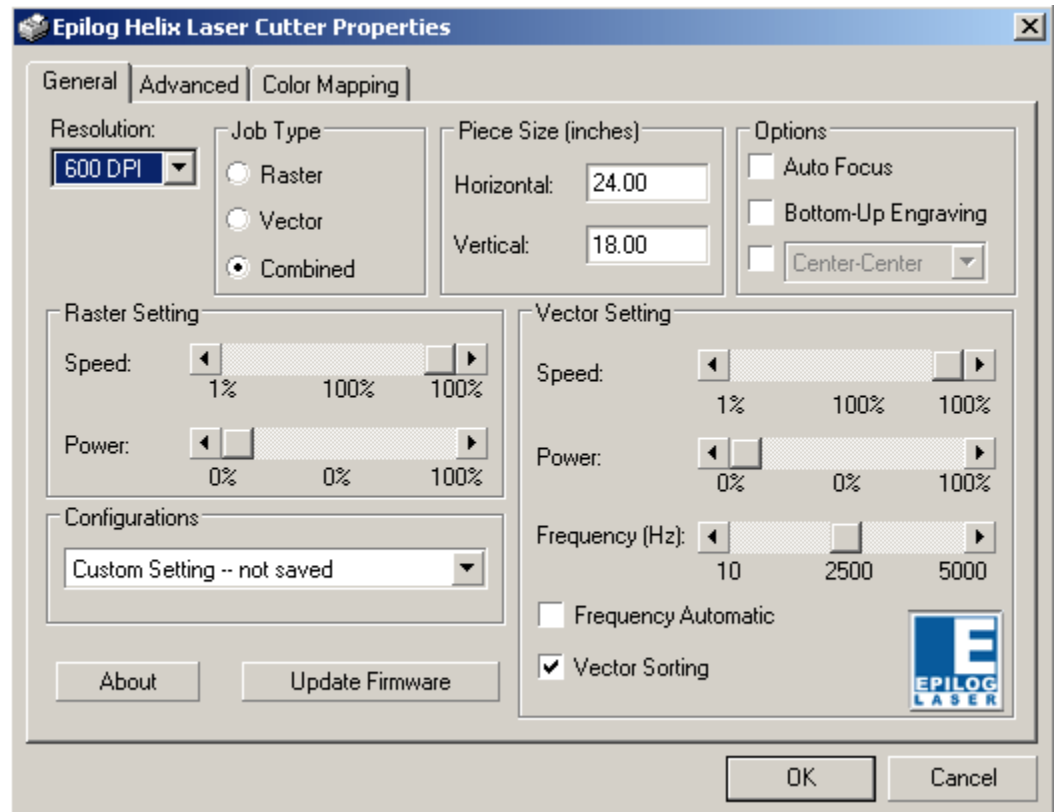 Epilog Helix Laser Cutter Properties
General Advanced Color Mapping
Resolution:
600 DPI
Job Type
Raster
Vector
Combined
Piece Size (inches)
Horizontal: 24.00
Vertical: 18.00
Options
Auto Focus
Bottom-Up Engraving
Center-Center
Raster Setting
Speed:
1% 100% 100%
Power:
0% 0% 100%
Configurations
Custom Setting -- not saved
About Update Firmware
Vector Setting
Speed:
1% 100% 100%
Power:
0% 0% 100%
Frequency (Hz):
10 2500 5000
Frequency Automatic
Vector Sorting
E
EPILOG
LASER
OK Cancel